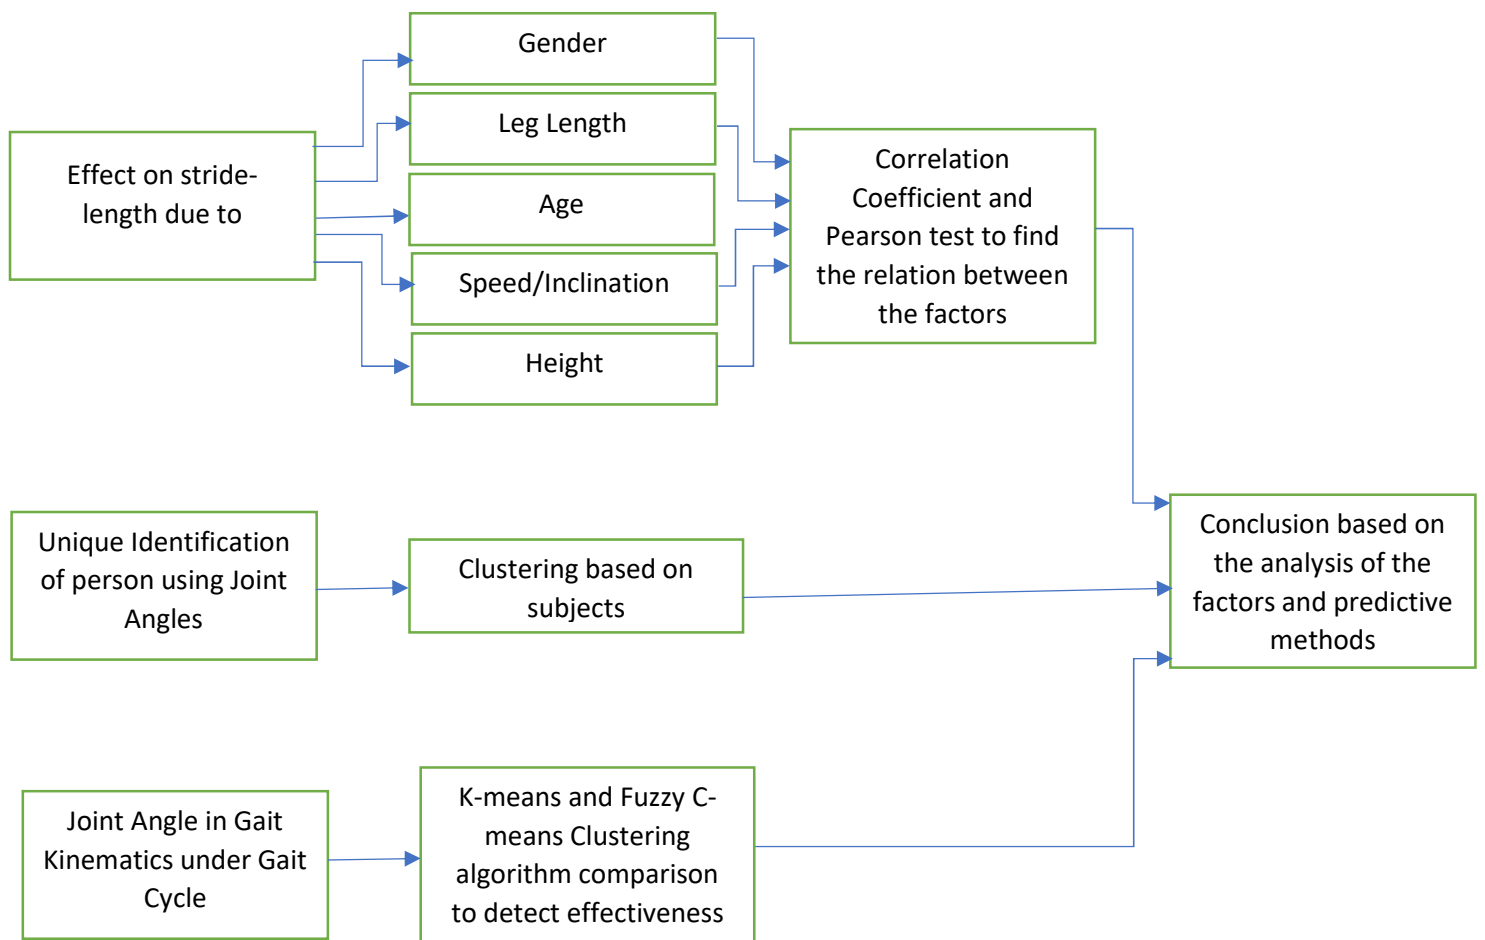 Gender
Leg Length
Age
Speed/Inclination
Height
Effect on stride-
length due to
Correlation
Coefficient and
Pearson test to find
the relation between
the factors
Unique Identification
of person using Joint
Angles
Clustering based on
subjects
Conclusion based on
the analysis of the
factors and predictive
methods
Joint Angle in Gait
Kinematics under Gait
Cycle
K-means and Fuzzy C-
means Clustering
algorithm comparison
to detect effectiveness